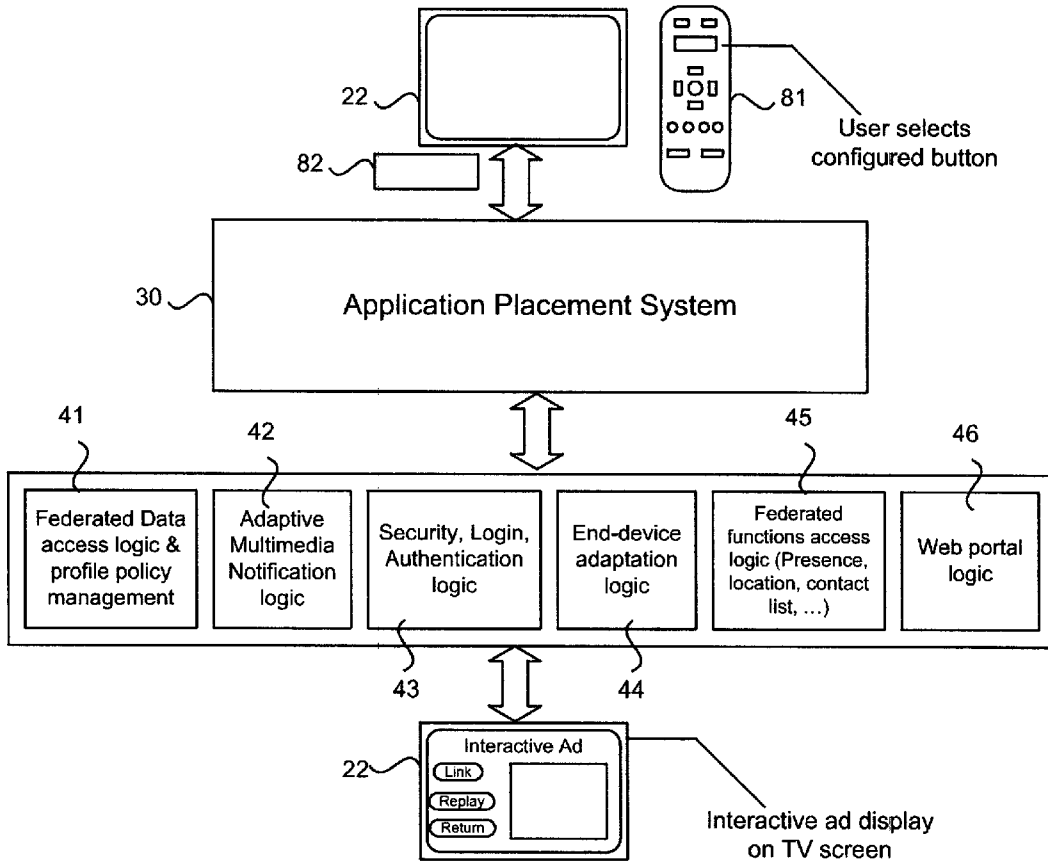 22
81
User selects
configured button
82
30
Application Placement System
41
42
45
46
Federated Data
access logic &
profile policy
management
Adaptive
Multimedia
Notification
logic
Security, Login,
Authentication
logic
End-device
adaptation
logic
Federated
functions access
logic (Presence,
location, contact
list, ...)
Web portal
logic
43
44
22
Interactive Ad
Link
Replay
Return
Interactive ad display
on TV screen